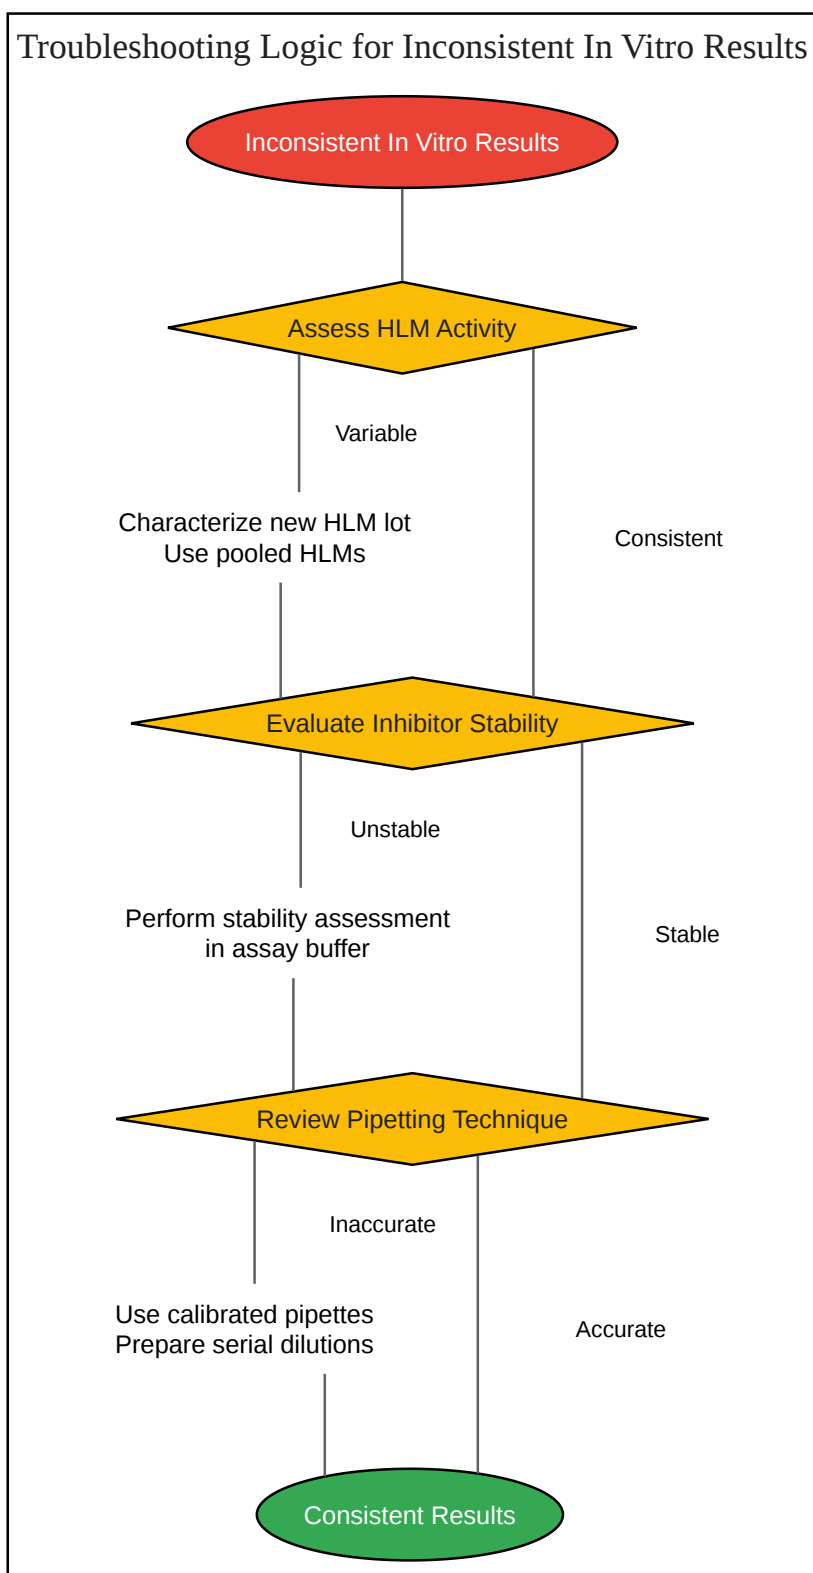 Troubleshooting Logic for Inconsistent In Vitro Results
Inconsistent In Vitro Results
Assess HLM Activity
Variable
Characterize new HLM lot
Use pooled HLMs
Consistent
Evaluate Inhibitor Stability
Unstable
Perform stability assessment
in assay buffer
Stable
Review Pipetting Technique
Inaccurate
Use calibrated pipettes
Prepare serial dilutions
Accurate
Consistent Results